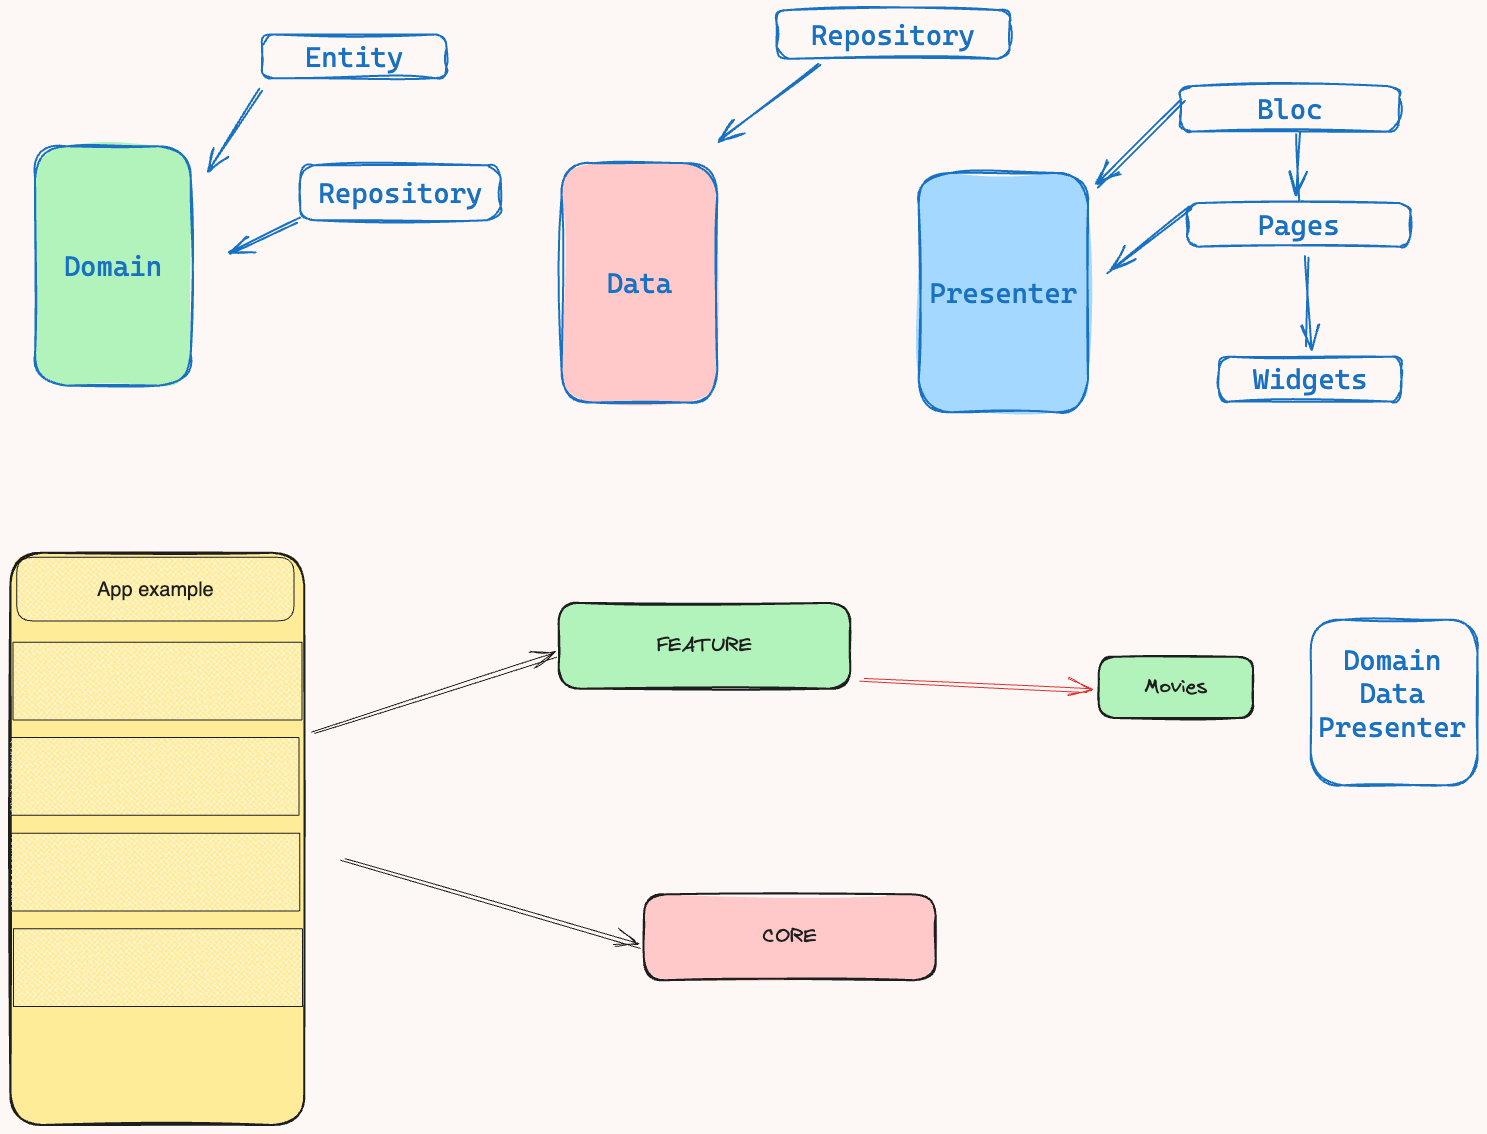 Entity
Repository
Domain
Repository
Data
Bloc
Pages
Presenter
Widgets
App example
FEATURE
Movies
Domain
Data
Presenter
CORE